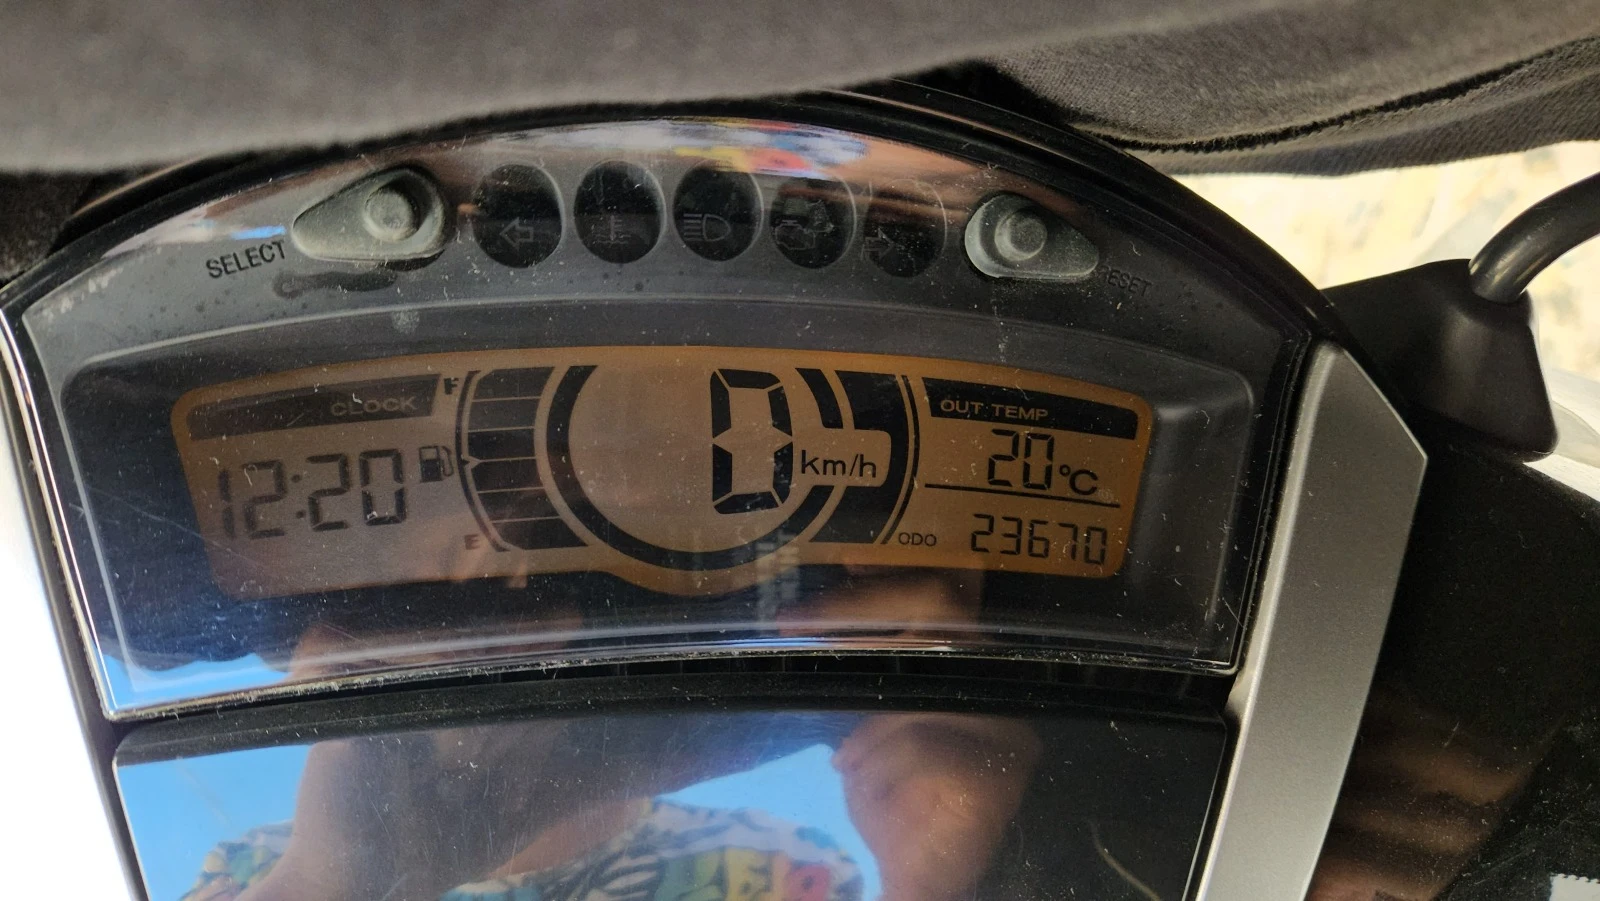 SELECT
RESET
CLOCK
12:20
F
E
0
km/h
OUT TEMP
20°C
ODO
23670